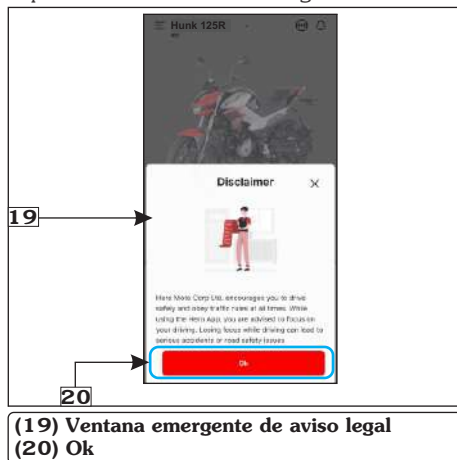 Hunk 125R
Disclaimer
19
Hero Moto Corp Ltd. encourages you to drive
safely and obey traffic rules at all times. While
using the Hero App, you are advised to focus on
your driving. Losing focus while driving can lead to
serious accidents or road safety issues
Ok
20
(19) Ventana emergente de aviso legal
(20) Ok